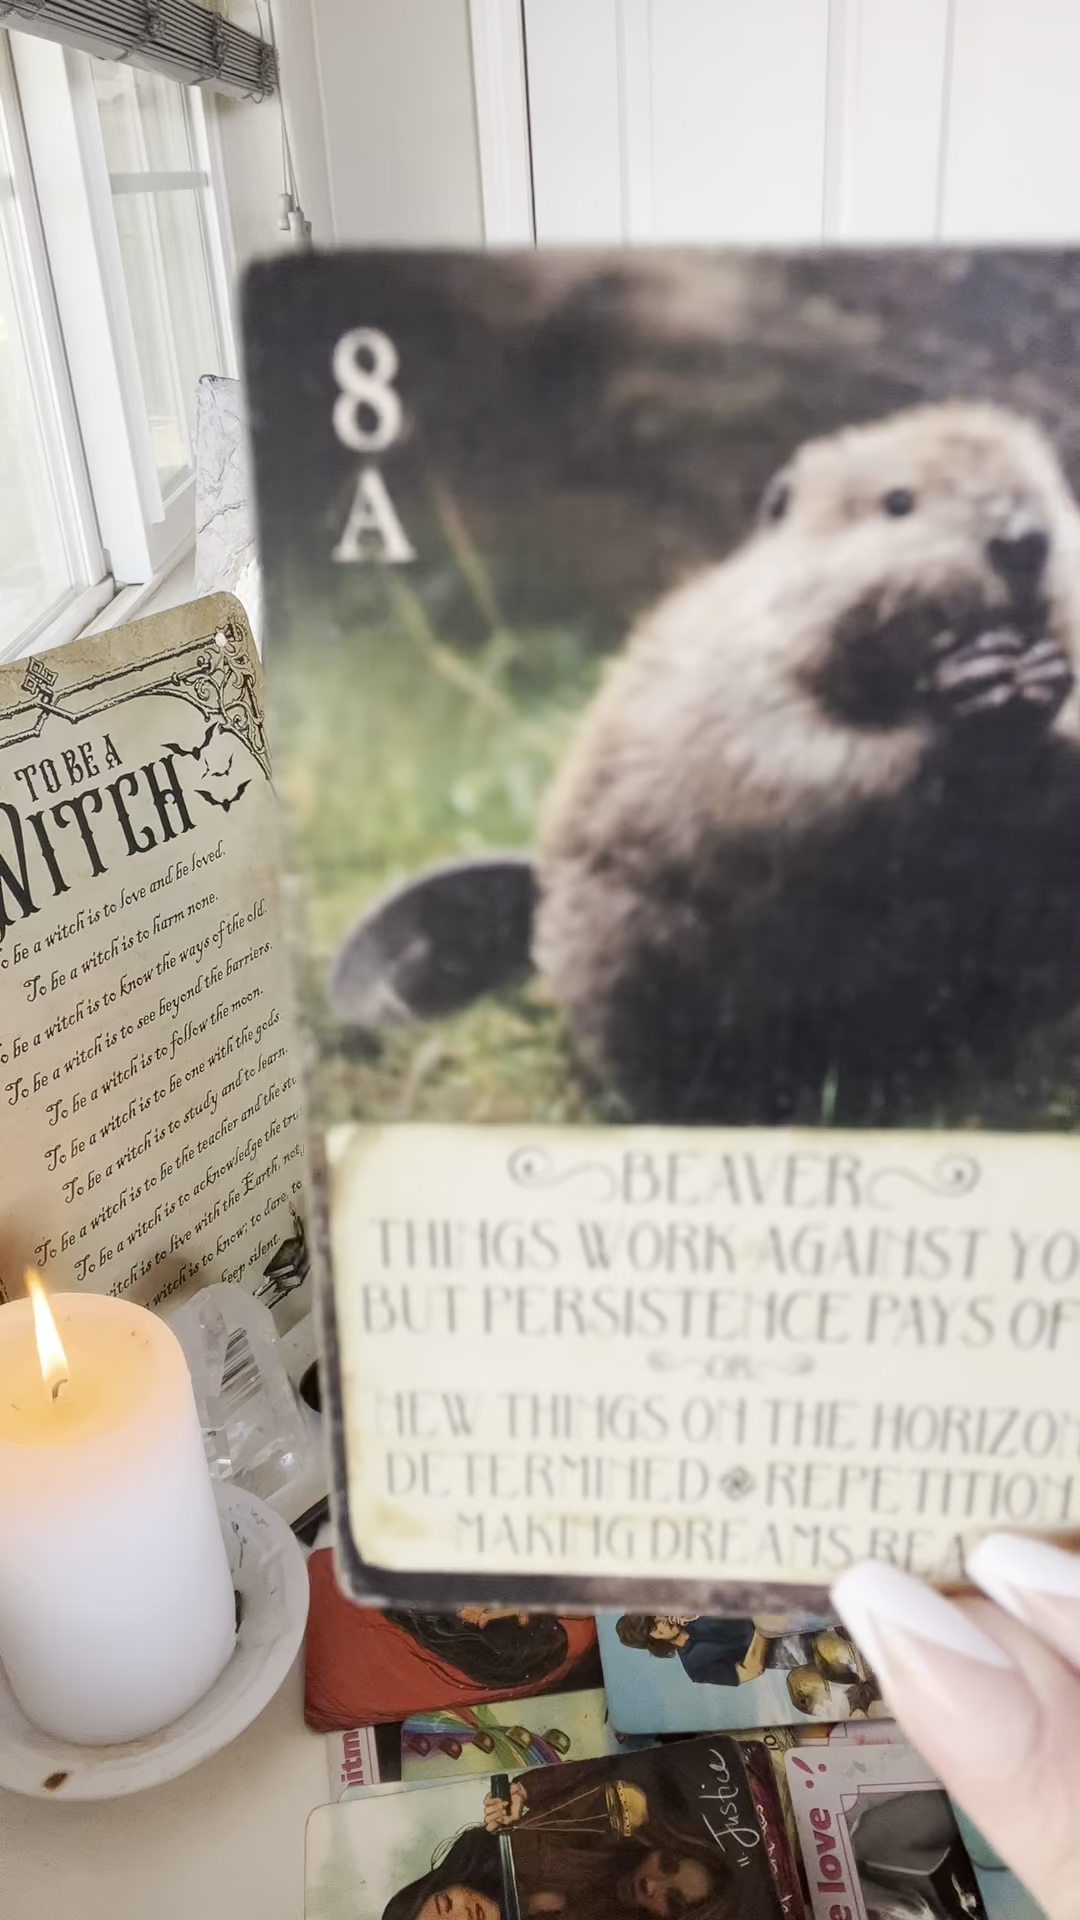 8
A
BEAVER
THINGS WORK AGAINST YO
BUT PERSISTENCE PAYS OF
OR
NEW THINGS ON THE HORIZON
DETERMINED REPETITION
MAKING DREAMS REA
TO BE A
WITCH
To be a witch is to love and be loved.
To be a witch is to harm none.
To be a witch is to know the ways of the old.
To be a witch is to see beyond the barriers.
To be a witch is to follow the moon.
To be a witch is to be one with the gods.
To be a witch is to study and to learn.
To be a witch is to be the teacher and the stu
To be a witch is to acknowledge the tru
witch is to live with the Earth, not
witch is to know; to dare, to
keep silent.
itm
"Justice
e love!